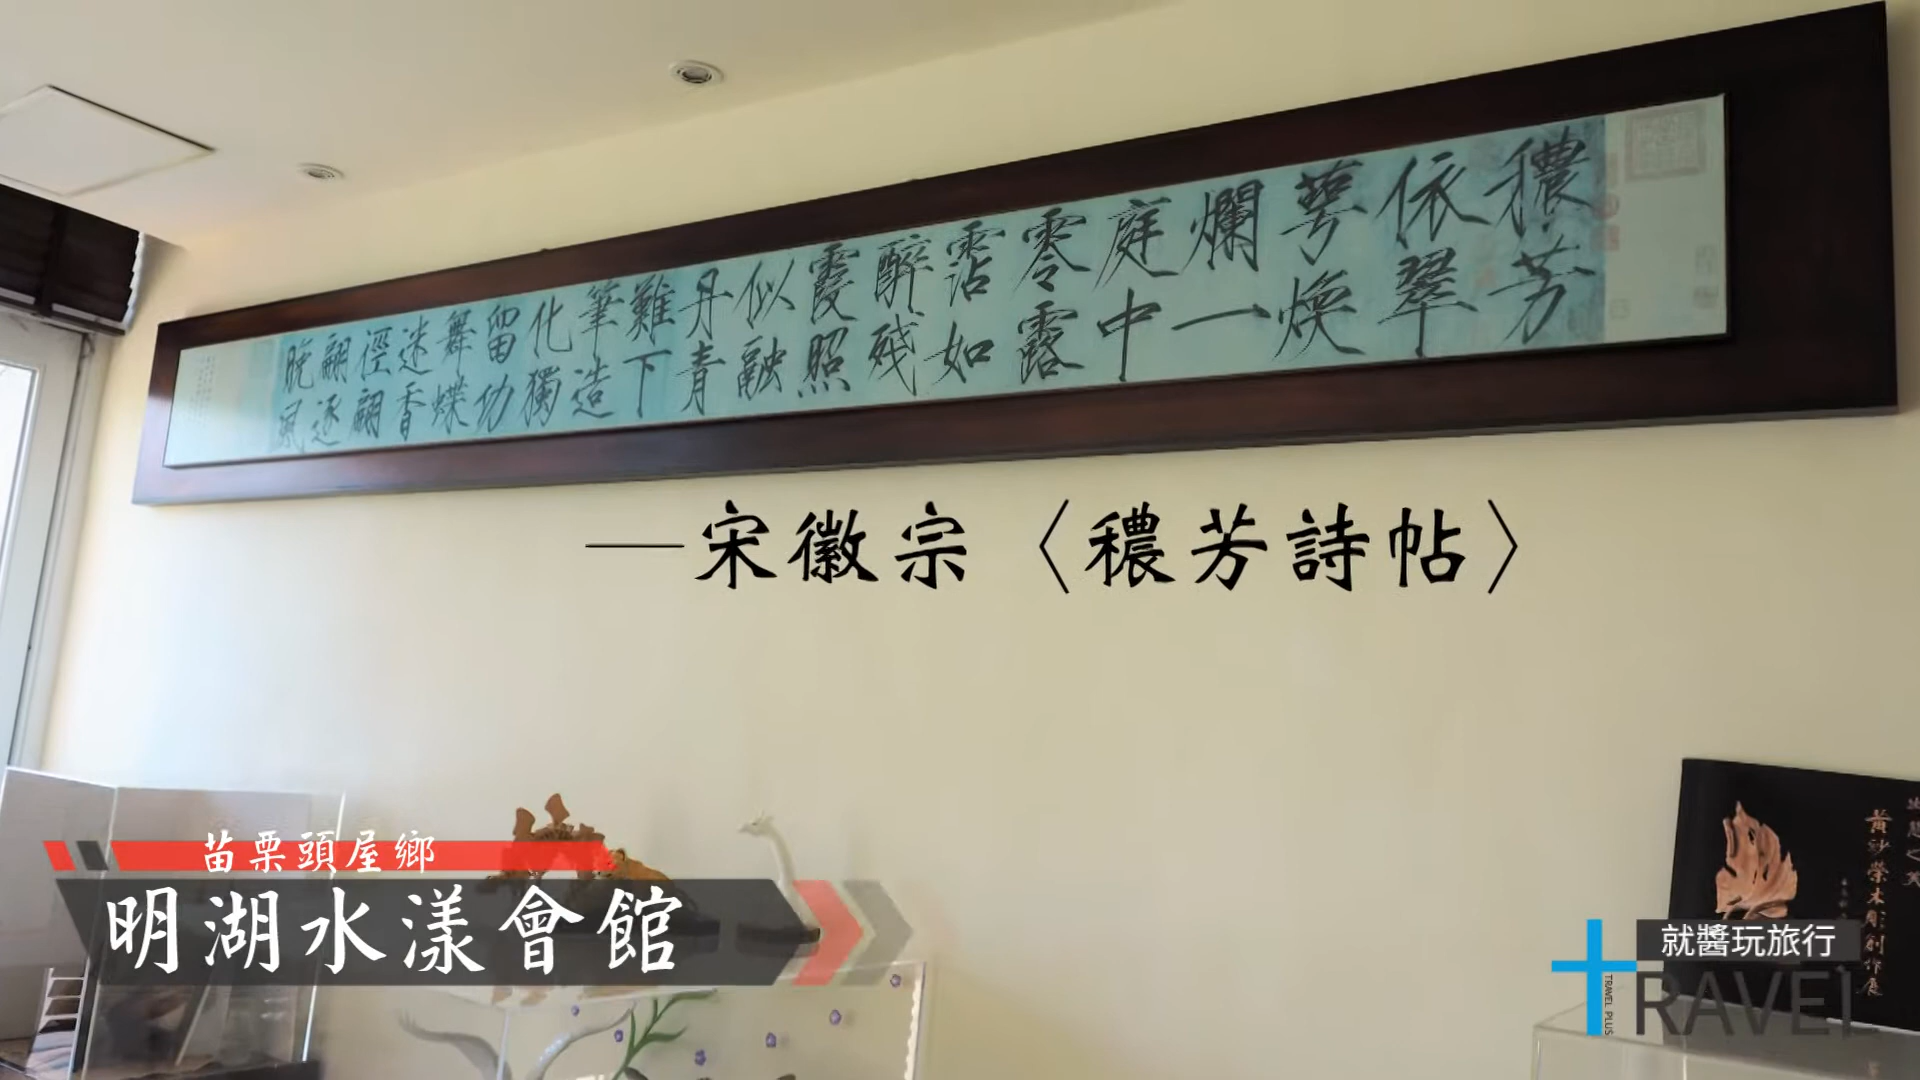 穠芳
依翠
萼煥
爛一
庭中
零露
霑如
醉殘
霞照
似融
丹青
難下
筆造
化獨
留功
舞蝶
迷香
徑翩
翩逐
晚風
—宋徽宗〈穠芳詩帖〉
苗栗頭屋鄉
明湖水漾會館
就醬玩旅行
TRAVEL
TRAVEL PLUS